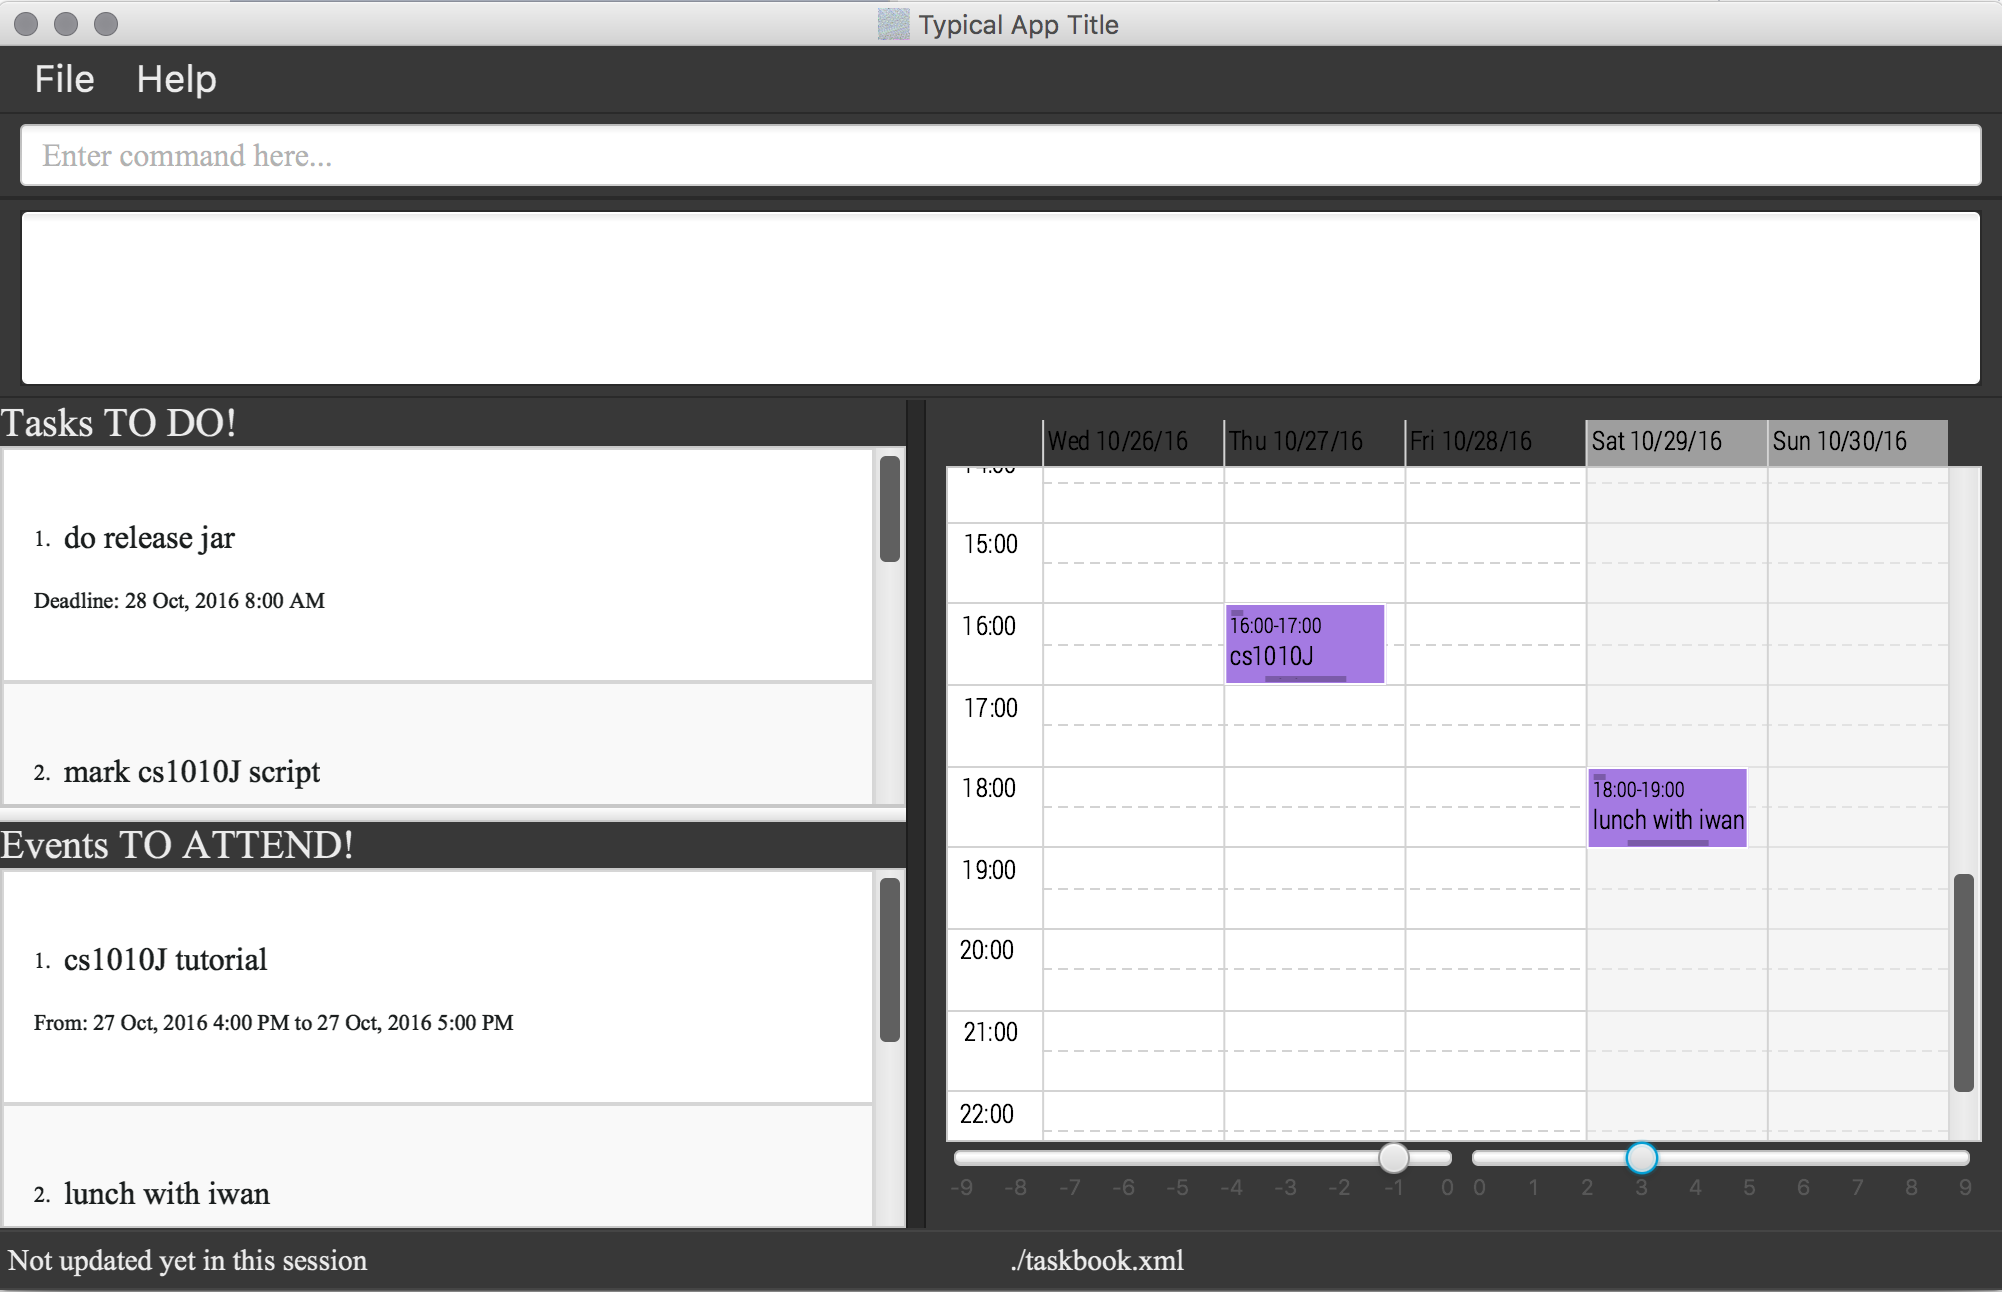 Typical App Title
File Help
Enter command here...
Tasks TO DO!
1. do release jar
Deadline: 28 Oct, 2016 8:00 AM
2. mark cs1010J script
Events TO ATTEND!
1. cs1010J tutorial
From: 27 Oct, 2016 4:00 PM to 27 Oct, 2016 5:00 PM
2. lunch with iwan
Wed 10/26/16 Thu 10/27/16 Fri 10/28/16 Sat 10/29/16 Sun 10/30/16
14:00
15:00
16:00
16:00-17:00
cs1010J
17:00
18:00
18:00-19:00
lunch with iwan
19:00
20:00
21:00
22:00
-9 -8 -7 -6 -5 -4 -3 -2 -1 0 0 1 2 3 4 5 6 7 8 9
Not updated yet in this session
./taskbook.xml